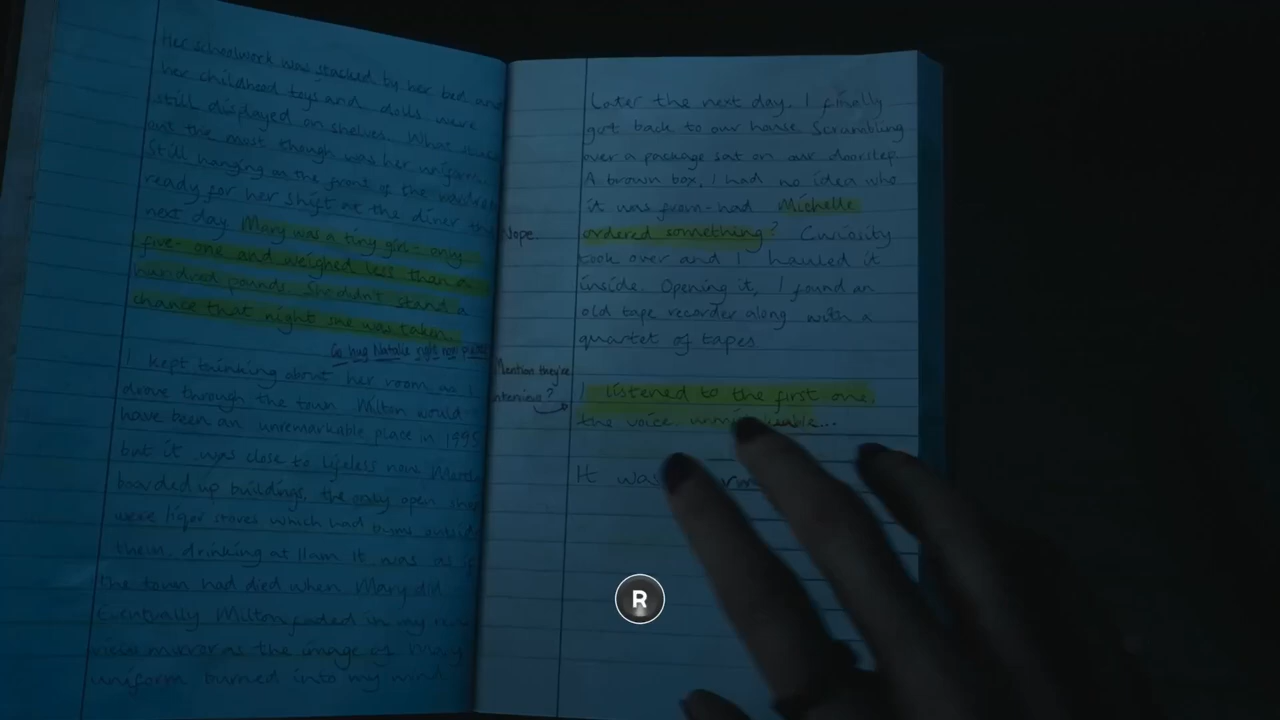 Her schoolwork was stacked by her bed and
her childhood toys and dolls were
still displayed on shelves. What
out the most though was her uniform.
Still hanging on the front of the
ready for her shift at the diner the
next day. Mary was a tiny girl - only
five-one and weighed less than a
hundred pounds. She didn't stand a
chance that night she was taken.
Go hug Natalie right now please
I kept thinking about her room as I
drove through the town. Milton would
have been an unremarkable place in 1995
but it was close to lifeless now.
boarded up buildings, the only open
were liqor stores which had bums outside
them, drinking at 11am. It was as if
the town had died when Mary did.
Eventually Milton faded in my
view mirror as the image of
uniform burned into my mind
Later the next day, I finally
got back to our house. Scrambling
over a package sat on our doorstep
A brown box, I had no idea who
it was from - had Michelle
ordered something? Curiosity
Nope.
took over and I hauled it
inside. Opening it, I found an
old tape recorder along with a
quartet of tapes.
Mention they're
interviews?
I listened to the first one,
the voice, unmistakable...
It was
R